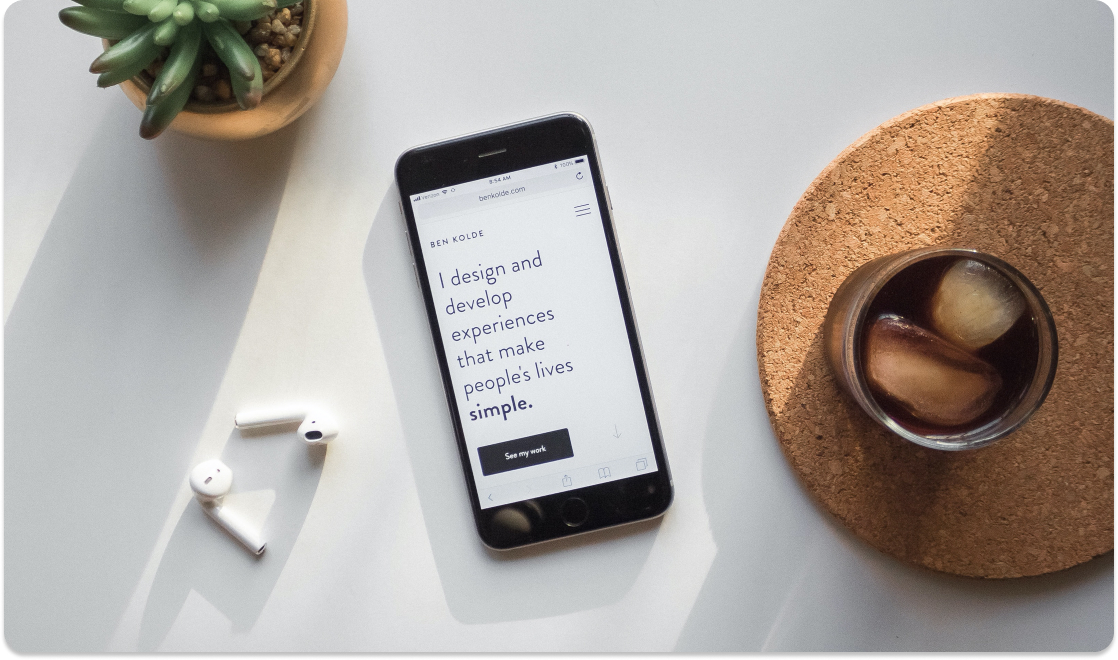 Verizon
8:54 AM
100%
benkolde.com
BEN KOLDE
I design and
develop
experiences
that make
people's lives
simple.
See my work